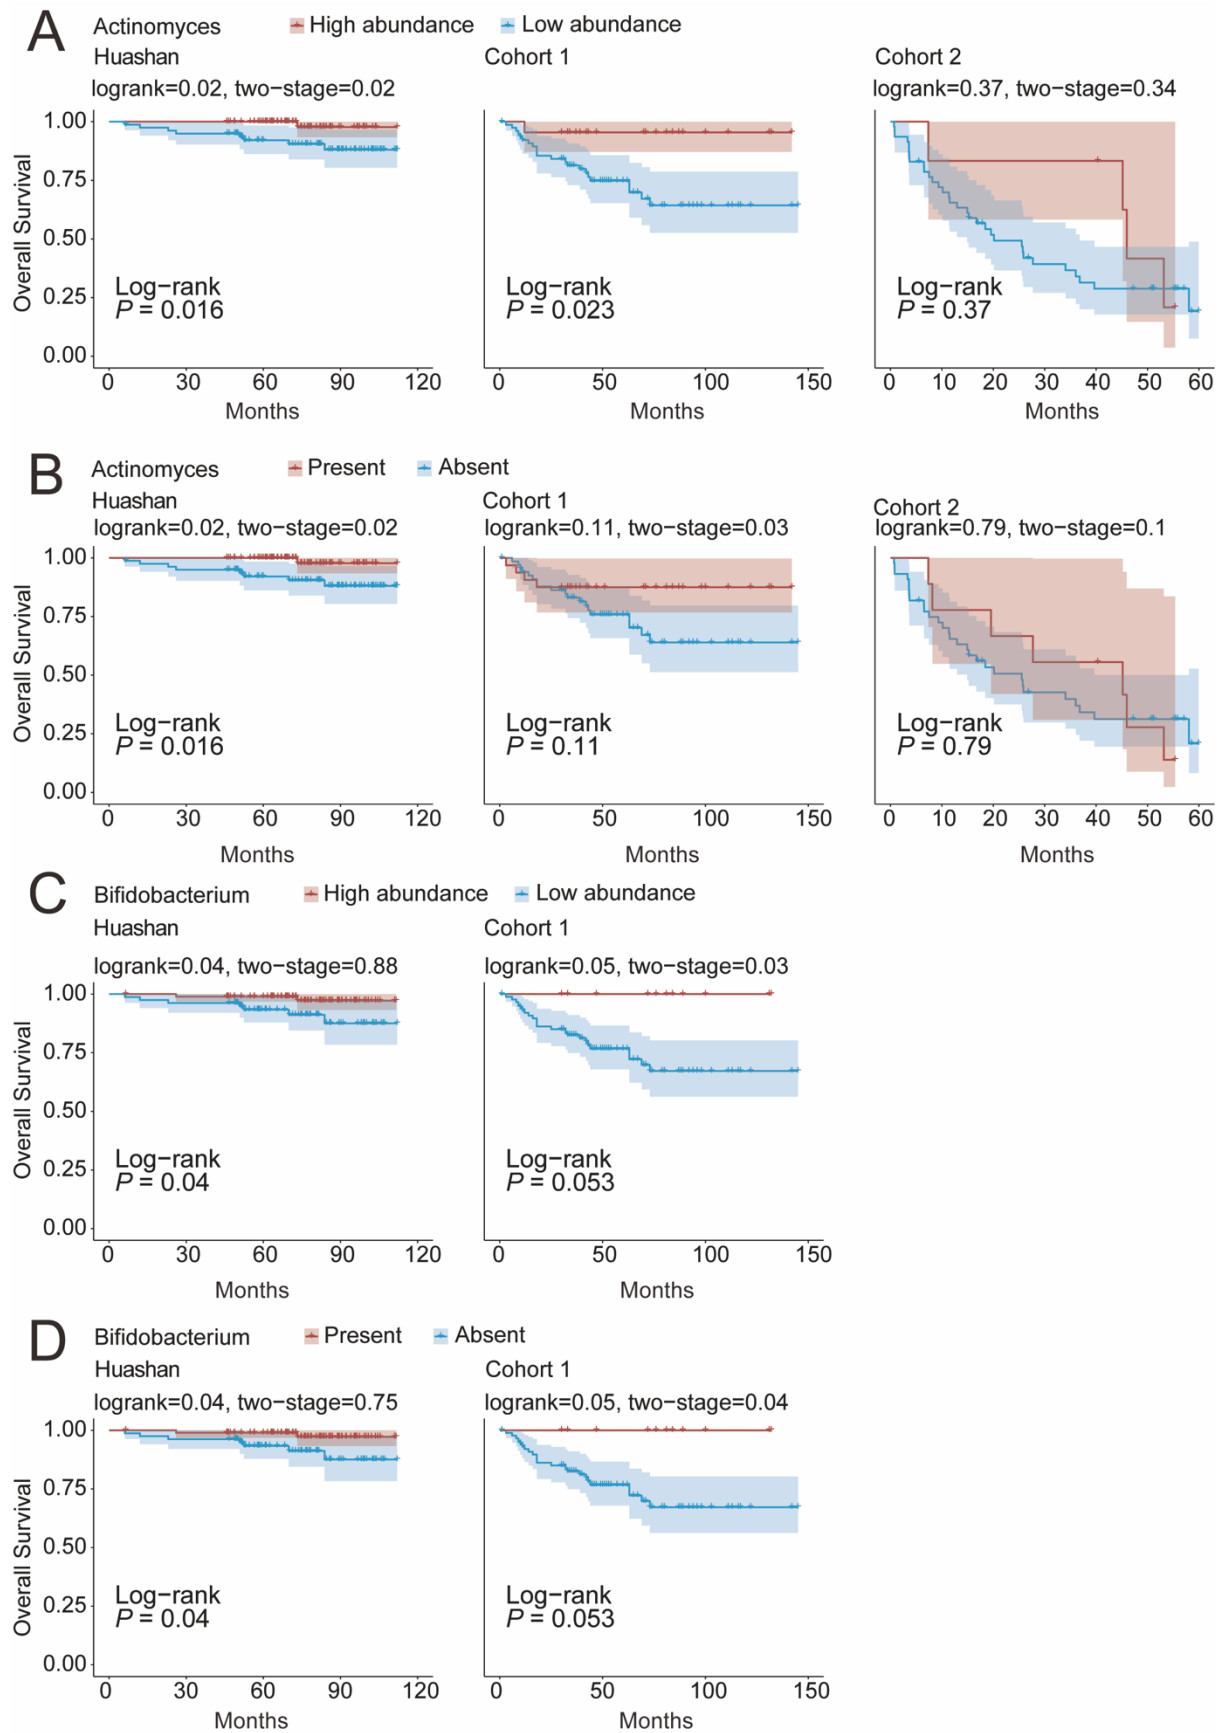 A Actinomyces High abundance Low abundance
Huashan Cohort 1 Cohort 2
logrank=0.02, two−stage=0.02 logrank=0.37, two−stage=0.34
Overall Survival
1.00
0.75
0.50
0.25
0.00
Log−rank
P = 0.016
Log−rank
P = 0.023
Log−rank
P = 0.37
0 30 60 90 120 0 50 100 150 0 10 20 30 40 50 60
Months Months Months
B Actinomyces Present Absent
Huashan Cohort 1 Cohort 2
logrank=0.02, two−stage=0.02 logrank=0.11, two−stage=0.03 logrank=0.79, two−stage=0.1
Overall Survival
1.00
0.75
0.50
0.25
0.00
Log−rank
P = 0.016
Log−rank
P = 0.11
Log−rank
P = 0.79
0 30 60 90 120 0 50 100 150 0 10 20 30 40 50 60
Months Months Months
C Bifidobacterium High abundance Low abundance
Huashan Cohort 1
logrank=0.04, two−stage=0.88 logrank=0.05, two−stage=0.03
Overall Survival
1.00
0.75
0.50
0.25
0.00
Log−rank
P = 0.04
Log−rank
P = 0.053
0 30 60 90 120 0 50 100 150
Months Months
D Bifidobacterium Present Absent
Huashan Cohort 1
logrank=0.04, two−stage=0.75 logrank=0.05, two−stage=0.04
Overall Survival
1.00
0.75
0.50
0.25
0.00
Log−rank
P = 0.04
Log−rank
P = 0.053
0 30 60 90 120 0 50 100 150
Months Months